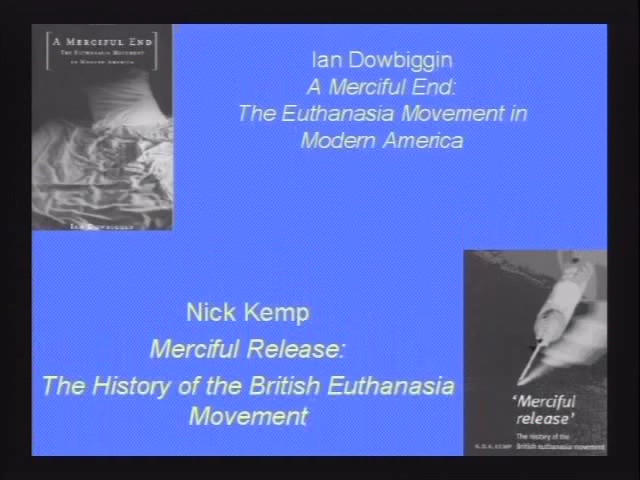 [A MERCIFUL END]
THE EUTHANASIA MOVEMENT
IN MODERN AMERICA
IAN DOWBIGGIN
Ian Dowbiggin
A Merciful End:
The Euthanasia Movement in
Modern America
Nick Kemp
Merciful Release:
The History of the British Euthanasia
Movement
'Merciful
release'
The history of the
N. D. A. KEMP British euthanasia movement